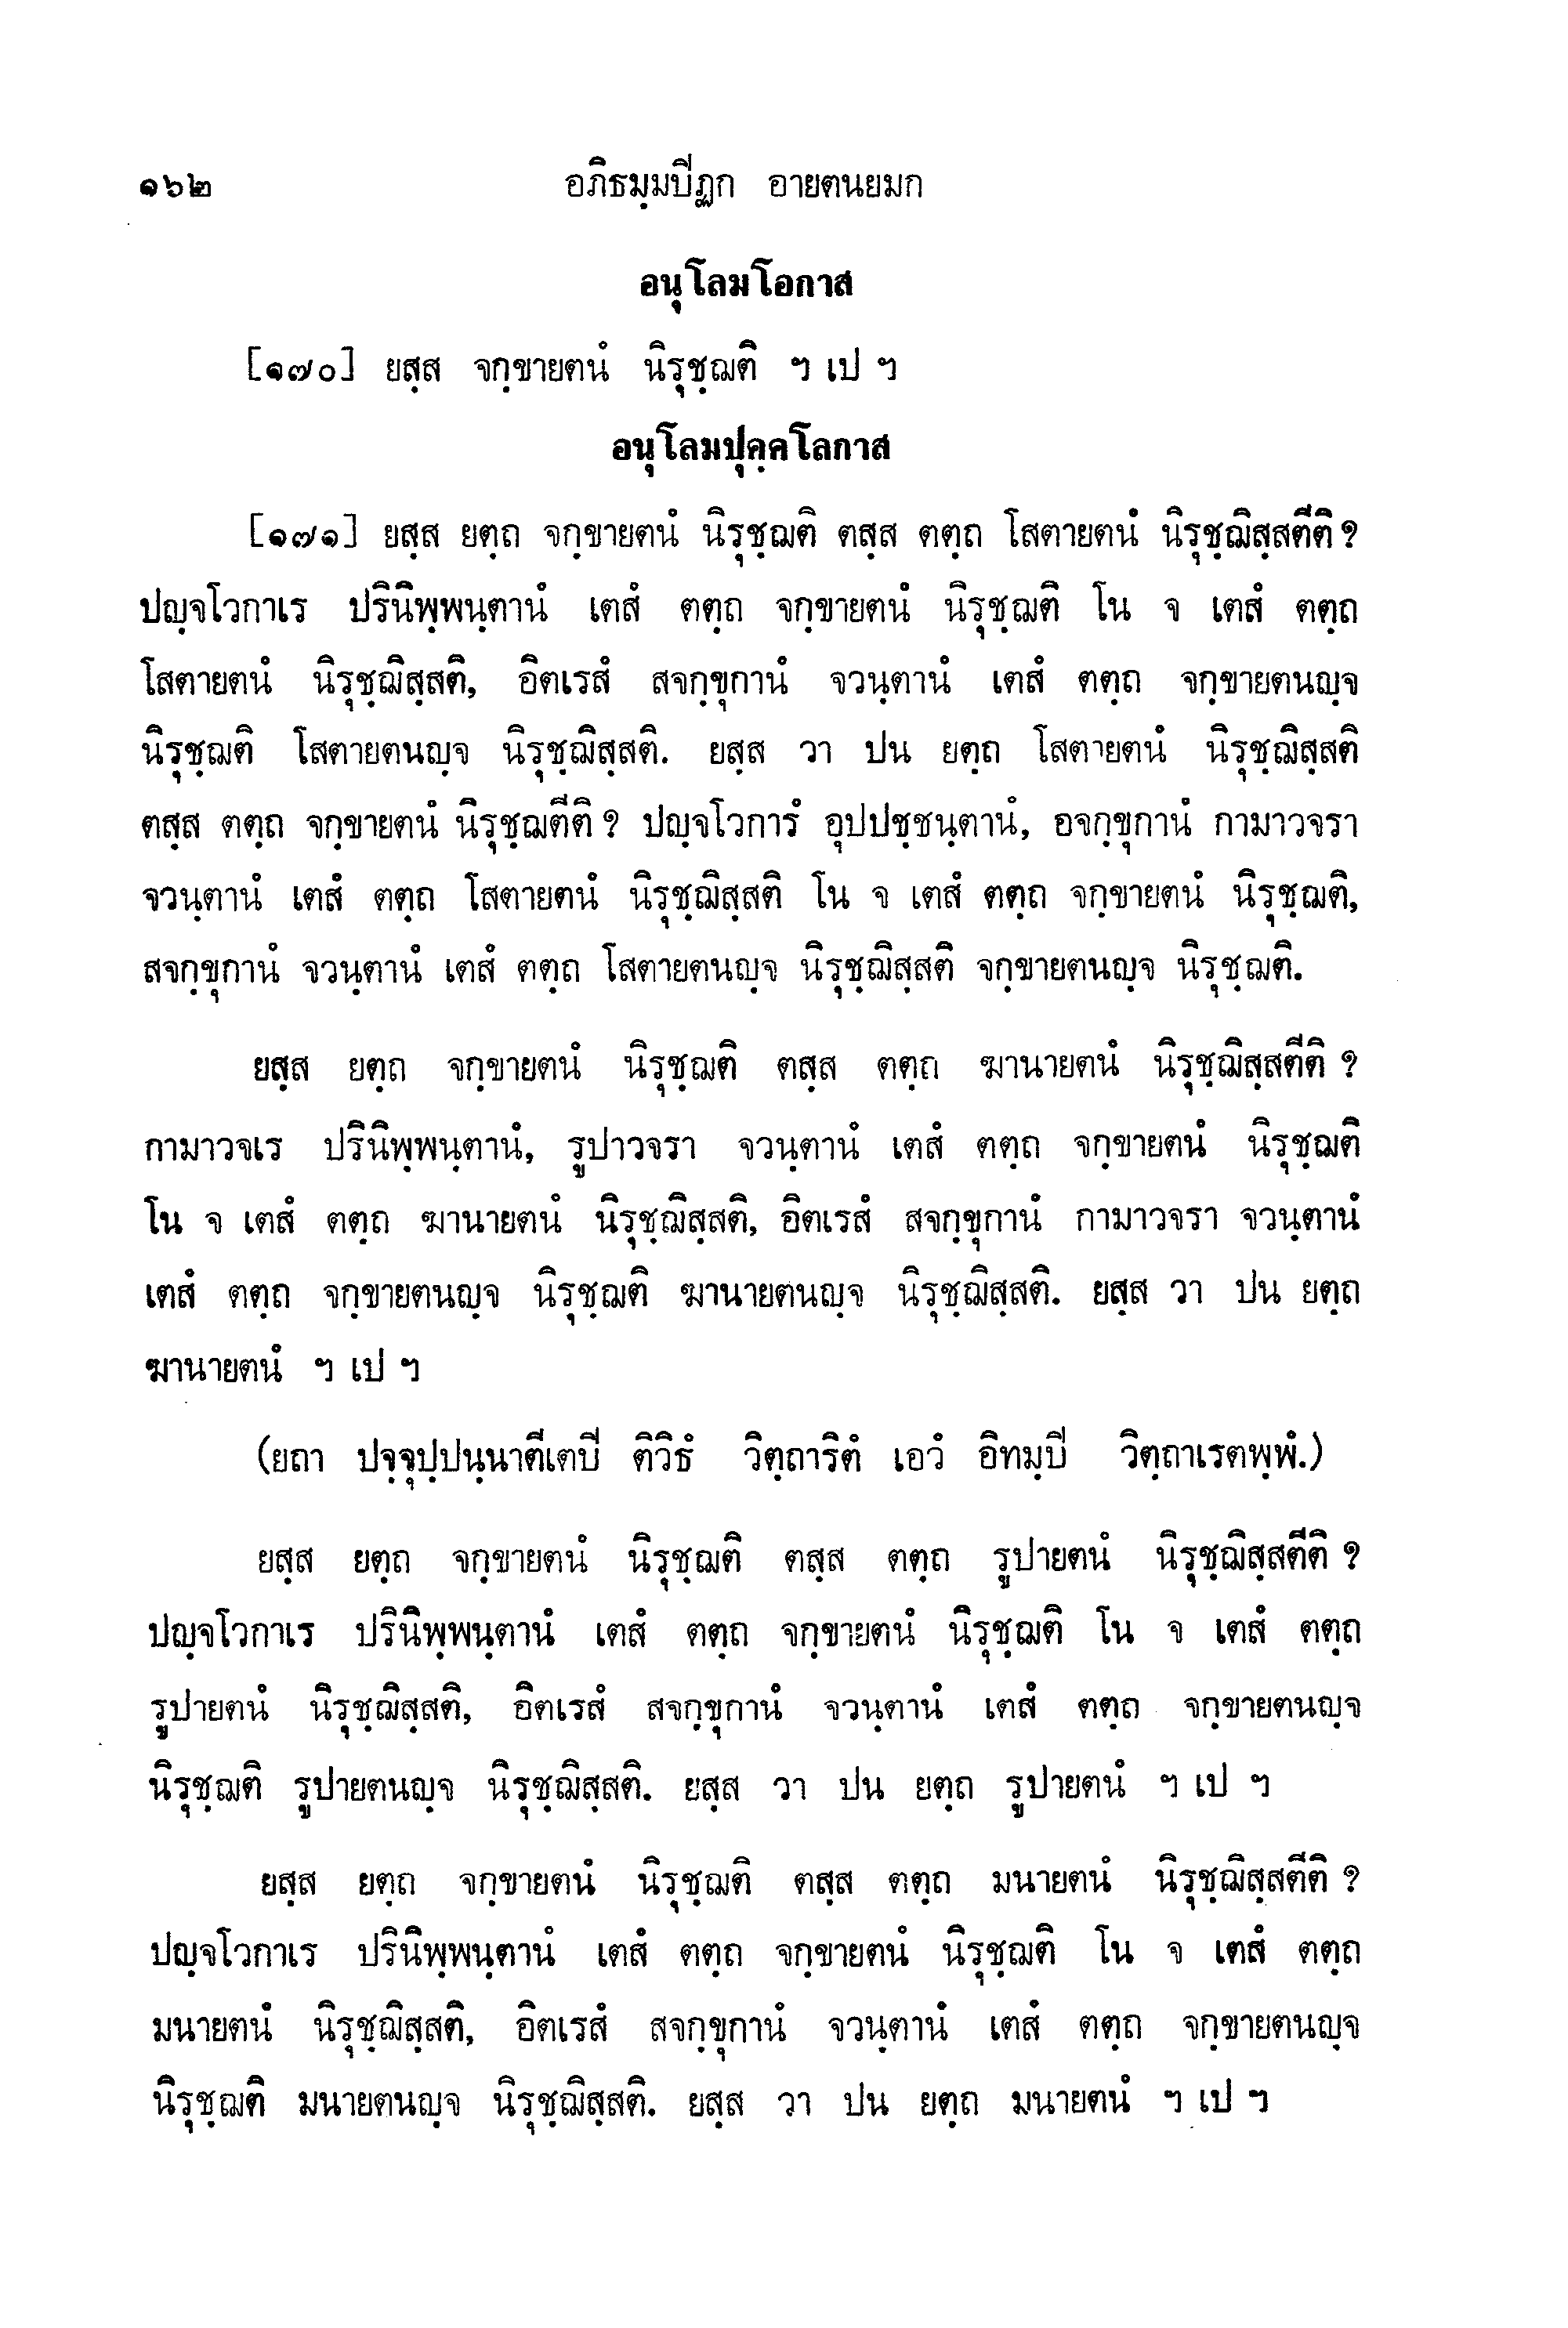 ๑๖๒ อภิธมฺมปิฏก อายตนยมก
อนุโลมโอกาส
[๑๗๐] ยสฺส จกฺขายตนํ นิรุชฺฌติ ฯ เป ฯ
อนุโลมปุคฺคโลกาส
[๑๗๑] ยสฺส ยตฺถ จกฺขายตนํ นิรุชฺฌติ ตสฺส ตตฺถ โสตายตนํ นิรุชฺฌิสฺสตีติ ?
ปญฺจโวกาเร ปรินิพฺพนฺตานํ เตสํ ตตฺถ จกฺขายตนํ นิรุชฺฌติ โน จ เตสํ ตตฺถ
โสตายตนํ นิรุชฺฌิสฺสติ, อิตเรสํ สจกฺขุกานํ จวนฺตานํ เตสํ ตตฺถ จกฺขายตนญฺจ
นิรุชฺฌติ โสตายตนญฺจ นิรุชฺฌิสฺสติ. ยสฺส วา ปน ยตฺถ โสตายตนํ นิรุชฺฌิสฺสติ
ตสฺส ตตฺถ จกฺขายตนํ นิรุชฺฌตีติ ? ปญฺจโวการํ อุปปชฺชนฺตานํ, อจกฺขุกานํ กามาวจรา
จวนฺตานํ เตสํ ตตฺถ โสตายตนํ นิรุชฺฌิสฺสติ โน จ เตสํ ตตฺถ จกฺขายตนํ นิรุชฺฌติ,
สจกฺขุกานํ จวนฺตานํ เตสํ ตตฺถ โสตายตนญฺจ นิรุชฺฌิสฺสติ จกฺขายตนญฺจ นิรุชฺฌติ.
ยสฺส ยตฺถ จกฺขายตนํ นิรุชฺฌติ ตสฺส ตตฺถ ฆานายตนํ นิรุชฺฌิสฺสตีติ ?
กามาวจเร ปรินิพฺพนฺตานํ, รูปาวจรา จวนฺตานํ เตสํ ตตฺถ จกฺขายตนํ นิรุชฺฌติ
โน จ เตสํ ตตฺถ ฆานายตนํ นิรุชฺฌิสฺสติ, อิตเรสํ สจกฺขุกานํ กามาวจรา จวนฺตานํ
เตสํ ตตฺถ จกฺขายตนญฺจ นิรุชฺฌติ ฆานายตนญฺจ นิรุชฺฌิสฺสติ. ยสฺส วา ปน ยตฺถ
ฆานายตนํ ฯ เป ฯ
(ยถา ปจฺจุปฺปนฺนาตีเตปิ ติวิธํ วิตฺถาริตํ เอวํ อิทมฺปิ วิตฺถาเรตพฺพํ.)
ยสฺส ยตฺถ จกฺขายตนํ นิรุชฺฌติ ตสฺส ตตฺถ รูปายตนํ นิรุชฺฌิสฺสตีติ ?
ปญฺจโวกาเร ปรินิพฺพนฺตานํ เตสํ ตตฺถ จกฺขายตนํ นิรุชฺฌติ โน จ เตสํ ตตฺถ
รูปายตนํ นิรุชฺฌิสฺสติ, อิตเรสํ สจกฺขุกานํ จวนฺตานํ เตสํ ตตฺถ จกฺขายตนญฺจ
นิรุชฺฌติ รูปายตนญฺจ นิรุชฺฌิสฺสติ. ยสฺส วา ปน ยตฺถ รูปายตนํ ฯ เป ฯ
ยสฺส ยตฺถ จกฺขายตนํ นิรุชฺฌติ ตสฺส ตตฺถ มนายตนํ นิรุชฺฌิสฺสตีติ ?
ปญฺจโวกาเร ปรินิพฺพนฺตานํ เตสํ ตตฺถ จกฺขายตนํ นิรุชฺฌติ โน จ เตสํ ตตฺถ
มนายตนํ นิรุชฺฌิสฺสติ, อิตเรสํ สจกฺขุกานํ จวนฺตานํ เตสํ ตตฺถ จกฺขายตนญฺจ
นิรุชฺฌติ มนายตนญฺจ นิรุชฺฌิสฺสติ. ยสฺส วา ปน ยตฺถ มนายตนํ ฯ เป ฯ